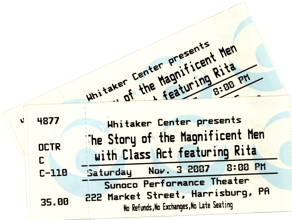 Whitaker Center presents
y of the Magnificent Men
t featuring Rita
8:00 PM
4877
Whitaker Center presents
The Story of the Magnificent Men
OCTR
with Class Act featuring Rita
C
Saturday Nov. 3 2007 8:00 PM
C-110
Sunoco Performance Theater
222 Market Street, Harrisburg, PA
35.00
No Refunds,No Exchanges,No Late Seating